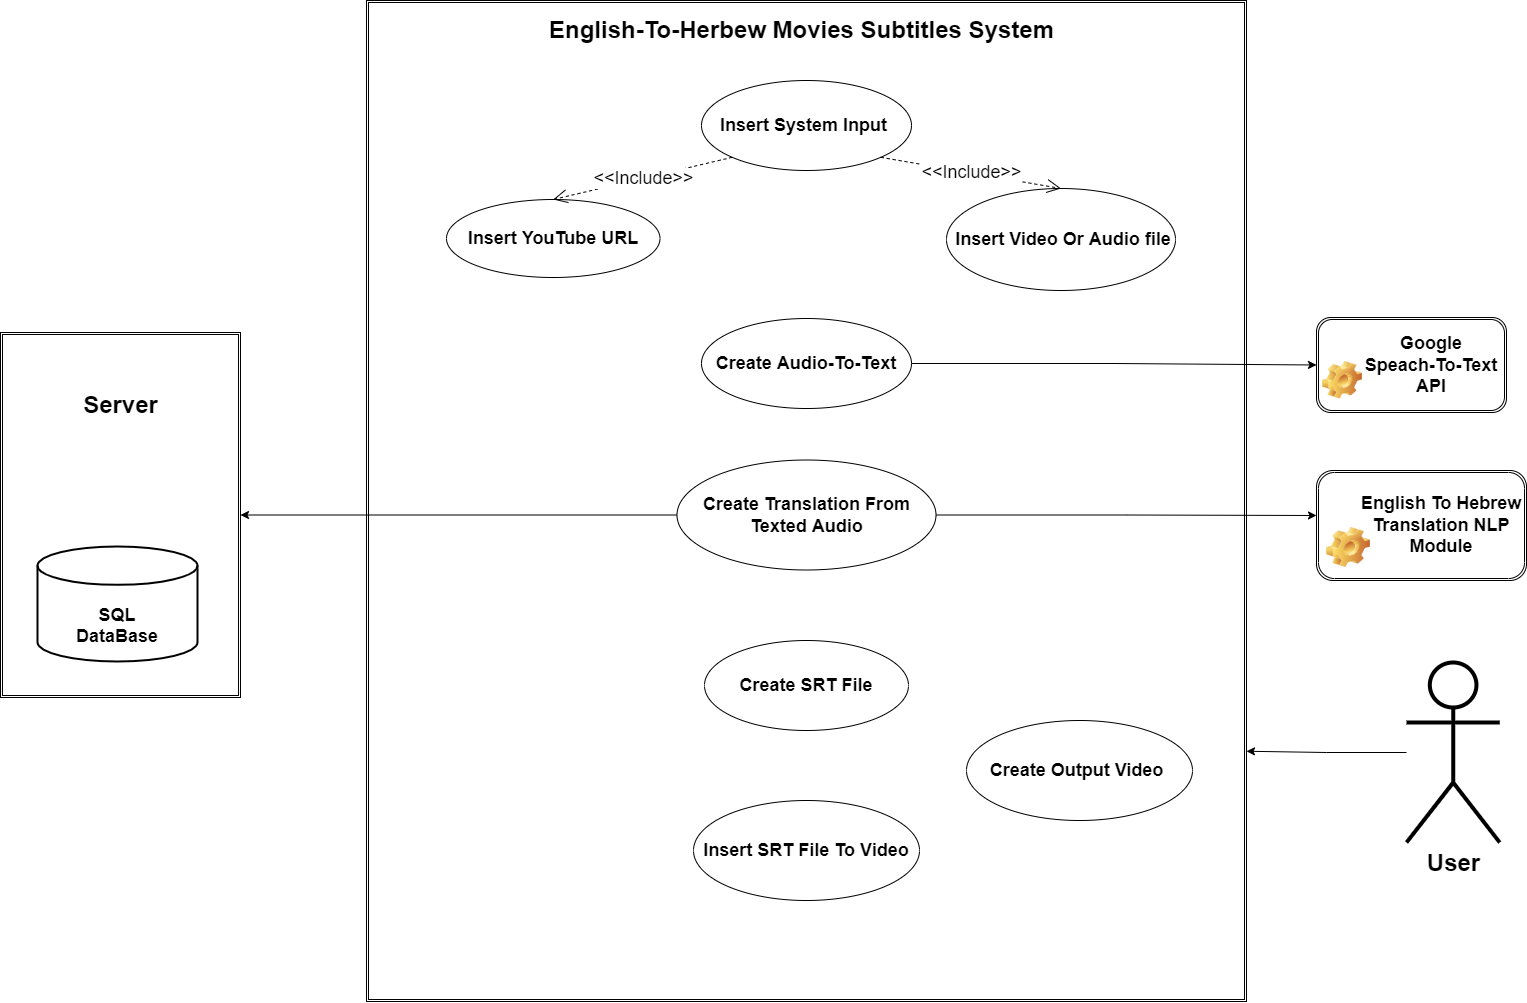 English-To-Herbew Movies Subtitles System
Insert System Input
<<Include>>
<<Include>>
Insert YouTube URL
Insert Video Or Audio file
Create Audio-To-Text
Google
Speach-To-Text
API
Server
Create Translation From
Texted Audio
English To Hebrew
Translation NLP
Module
SQL
DataBase
Create SRT File
Create Output Video
Insert SRT File To Video
User